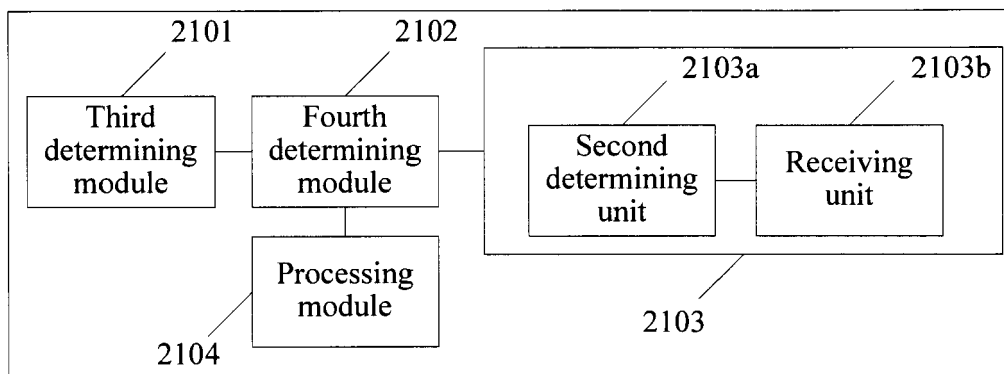 2101
2102
2103a
2103b
Third
determining
module
Fourth
determining
module
Second
determining
unit
Receiving
unit
Processing
module
2104
2103